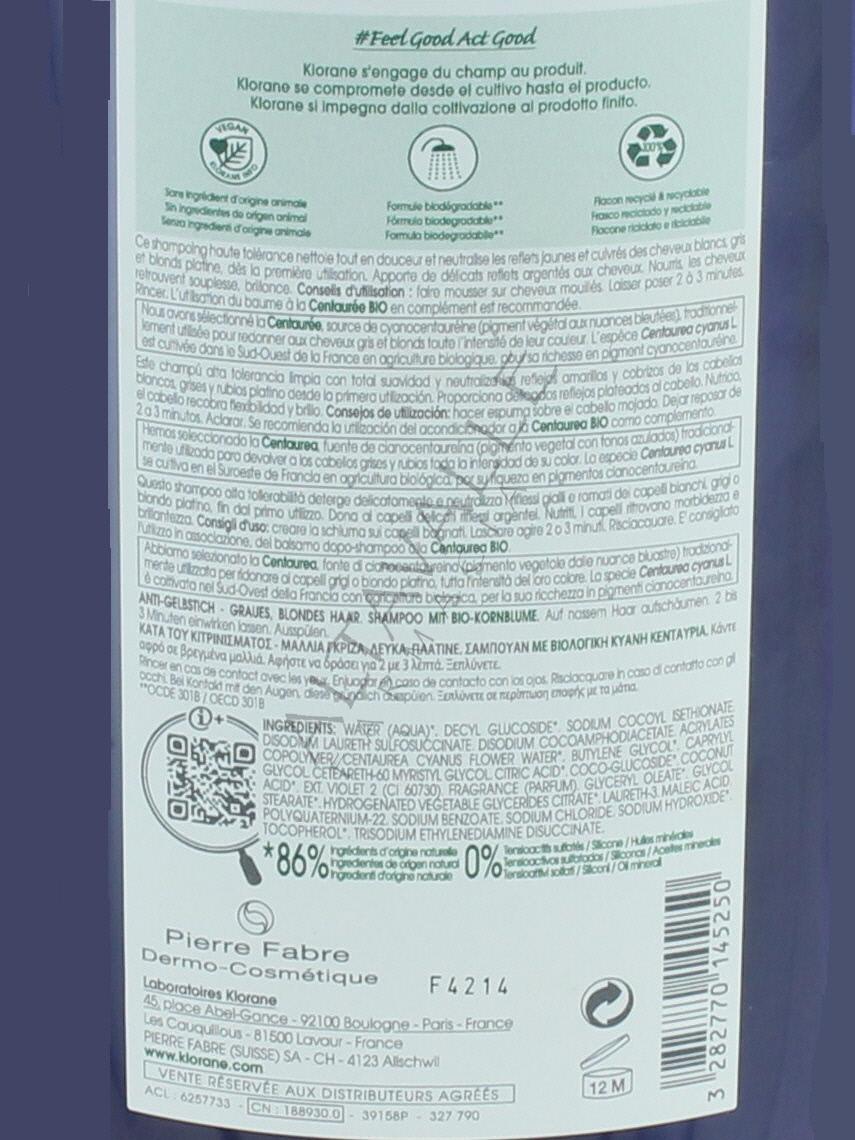 #Feel Good Act Good
Klorane s'engage du champ au produit.
Klorane se compromete desde el cultivo hasta el producto.
Klorane si impegna dalla coltivazione al prodotto finito.
VEGAN
KLORANE INFO
100%
Sans ingrédient d'origine animale
Sin ingredientes de origen animal
Senza ingredienti d'origine animale
Formule biodégradable**
Fórmula biodegradable**
Formula biodegradabile**
Flacon recyclé & recyclable
Frasco reciclado y reciclable
Flacone riciclato e riciclabile
Ce shampoing haute tolérance nettoie tout en douceur et neutralise les reflets jaunes et cuivrés des cheveux blancs, gris
et blonds platine, dès la première utilisation. Apporte de délicats reflets argentés aux cheveux. Nourris, les cheveux
retrouvent souplesse, brillance. Conseils d'utilisation : faire mousser sur cheveux mouillés. Laisser poser 2 à 3 minutes.
Rincer. L'utilisation du baume à la Centaurée BIO en complément est recommandée.
Nous avons sélectionné la Centaurée, source de cyanocentauréine (pigment végétal aux nuances bleutées), traditionnel-
lement utilisée pour redonner aux cheveux gris et blonds toute l'intensité de leur couleur. L'espèce Centaurea cyanus L
est cultivée dans le Sud-Ouest de la France en agriculture biologique, pour sa richesse en pigment cyanocentauréine.
Este champú alta tolerancia limpia con total suavidad y neutraliza los reflejos amarillos y cobrizos de los cabellos
blancos, grises y rubios platino desde la primera utilización. Proporciona delicados reflejos plateados al cabello. Nutrido,
el cabello recobra flexibilidad y brillo. Consejos de utilización: hacer espuma sobre el cabello mojado. Dejar reposar de
2 a 3 minutos. Aclarar. Se recomienda la utilización del acondicionador a la Centaurea BIO como complemento.
Hemos seleccionado la Centaurea, fuente de cianocentaureína (pigmento vegetal con tonos azulados) tradicional-
mente utilizada para devolver a los cabellos grises y rubios toda la intensidad de su color. La especie Centaurea cyanus L
se cultiva en el Suroeste de Francia en agricultura biológica, por su riqueza en pigmentos cianocentaureína.
Questo shampoo alta tollerabilità deterge delicatamente e neutralizza i riflessi gialli e ramati dei capelli bianchi, grigi o
biondo platino, fin dal primo utilizzo. Dona ai capelli delicati riflessi argentei. Nutriti, i capelli ritrovano morbidezza e
brillantezza. Consigli d'uso: creare la schiuma sui capelli bagnati. Lasciare agire 2 o 3 minuti. Risciacquare. E' consigliato
l'utilizzo in associazione, del balsamo dopo-shampoo alla Centaurea BIO.
Abbiamo selezionato la Centaurea, fonte di cianocentaureina (pigmento vegetale dalle nuance bluastre) tradizional-
mente utilizzata per ridonare ai capelli grigi o biondo platino, tutta l'intensità del loro colore. La specie Centaurea cyanus L
è coltivata nel Sud-Ovest della Francia con agricoltura biologica, per la sua ricchezza in pigmenti cianocentaureina.
ANTI-GELBSTICH - GRAUES, BLONDES HAAR. SHAMPOO MIT BIO-KORNBLUME. Auf nassem Haar aufschäumen. 2 bis
3 Minuten einwirken lassen. Ausspülen.
ΚΑΤΑ ΤΟΥ ΚΙΤΡΙΝΙΣΜΑΤΟΣ - ΜΑΛΛΙΑ ΓΚΡΙΖΑ, ΛΕΥΚΑ, ΠΛΑΤΙΝΕ. ΣΑΜΠΟΥΑΝ ΜΕ ΒΙΟΛΟΓΙΚΗ ΚΥΑΝΗ ΚΕΝΤΑΥΡΙΑ. Κάντε
αφρό σε βρεγμένα μαλλιά. Αφήστε να δράσει για 2 με 3 λεπτά. Ξεπλύνετε.
Rincer en cas de contact avec les yeux. Enjuagar en caso de contacto con los ojos. Risciacquare in caso di contatto con gli
occhi. Bei Kontakt mit den Augen, diese gründlich ausspülen. Ξεπλύνετε σε περίπτωση επαφής με τα μάτια.
**OCDE 301B / OECD 301B
i+
INGREDIENTS: WATER (AQUA)*. DECYL GLUCOSIDE*. SODIUM COCOYL ISETHIONATE.
DISODIUM LAURETH SULFOSUCCINATE. DISODIUM COCOAMPHODIACETATE. ACRYLATES
COPOLYMER. CENTAUREA CYANUS FLOWER WATER*. BUTYLENE GLYCOL*. CAPRYLYL
GLYCOL. CETEARETH-60 MYRISTYL GLYCOL. CITRIC ACID*. COCO-GLUCOSIDE*. COCONUT
ACID*. EXT. VIOLET 2 (CI 60730). FRAGRANCE (PARFUM). GLYCERYL OLEATE*. GLYCOL
STEARATE*. HYDROGENATED VEGETABLE GLYCERIDES CITRATE*. LAURETH-3. MALEIC ACID.
POLYQUATERNIUM-22. SODIUM BENZOATE. SODIUM CHLORIDE. SODIUM HYDROXIDE*.
TOCOPHEROL*. TRISODIUM ETHYLENEDIAMINE DISUCCINATE.
*86%
Ingrédients d'origine naturelle
Ingredientes de origen natural
Ingredienti d'origine naturale
0%
Tensioactifs sulfatés / Silicone / Huiles minérales
Tensioactivos sulfatados / Siliconas / Aceites minerales
Tensioattivi solfati / Siliconi / Oli minerali
Pierre Fabre
Dermo-Cosmétique
F4214
Laboratoires Klorane
45, place Abel-Gance - 92100 Boulogne - Paris - France
Les Cauquillous - 81500 Lavaur - France
PIERRE FABRE (SUISSE) SA - CH - 4123 Allschwil
www.klorane.com
VENTE RÉSERVÉE AUX DISTRIBUTEURS AGRÉÉS
ACL : 6257733 - CN : 188930.0 - 39158P - 327 790
12 M
3 282770 145250